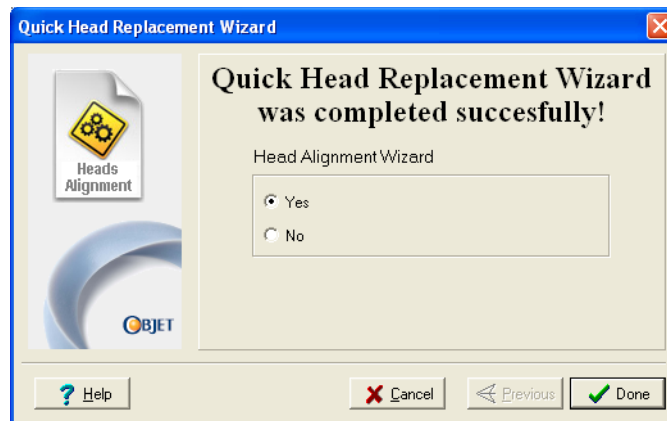 Quick Head Replacement Wizard
Quick Head Replacement Wizard
was completed succesfully!
Heads
Alignment
Head Alignment Wizard
Yes
No
OBJET
? Help
Cancel
Previous
Done